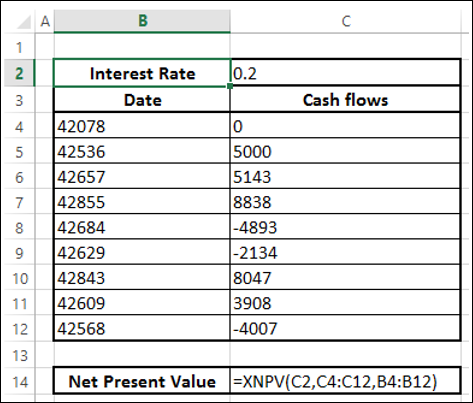 A B C
1
2 Interest Rate 0.2
3 Date Cash flows
4 42078 0
5 42536 5000
6 42657 5143
7 42855 8838
8 42684 -4893
9 42629 -2134
10 42843 8047
11 42609 3908
12 42568 -4007
13
14 Net Present Value =XNPV(C2,C4:C12,B4:B12)